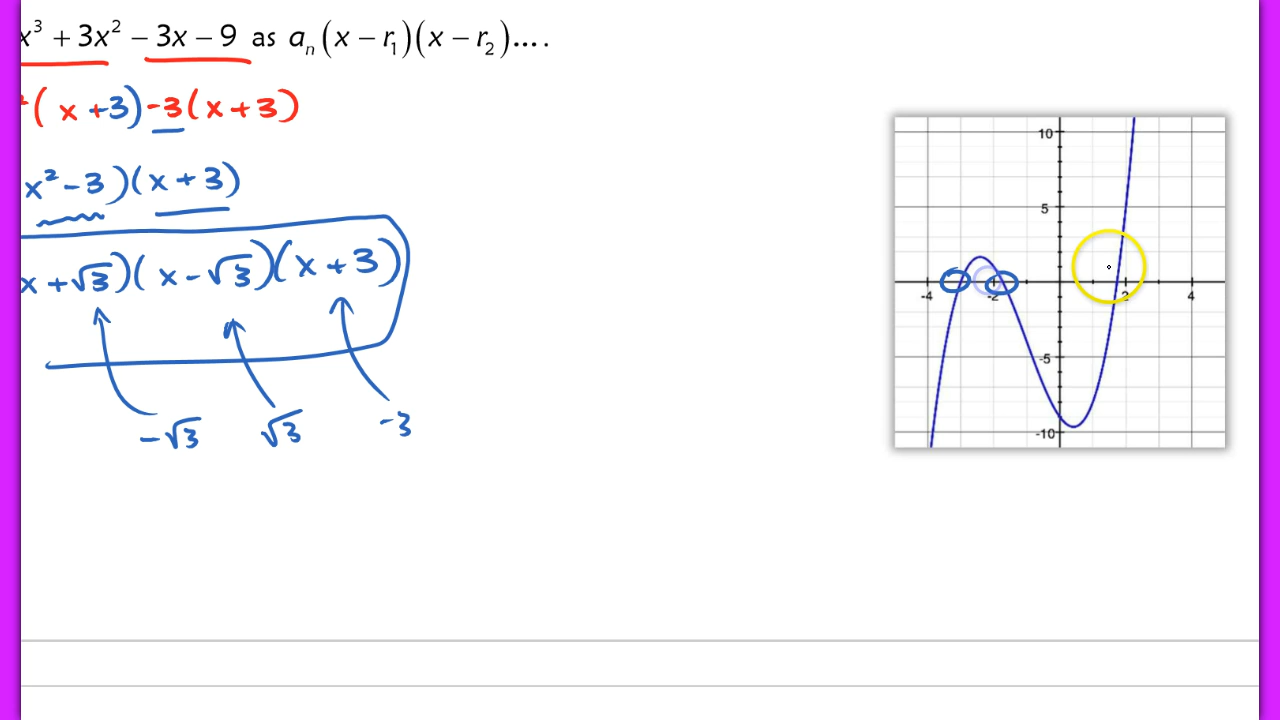 x³ + 3x² − 3x − 9 as aₙ(x − r₁)(x − r₂)….
(x+3)-3(x+3)
x²-3)(x+3)
x+√3)(x-√3)(x+3)
-√3 √3 -3
10
5
-4 -2 2 4
-5
-10